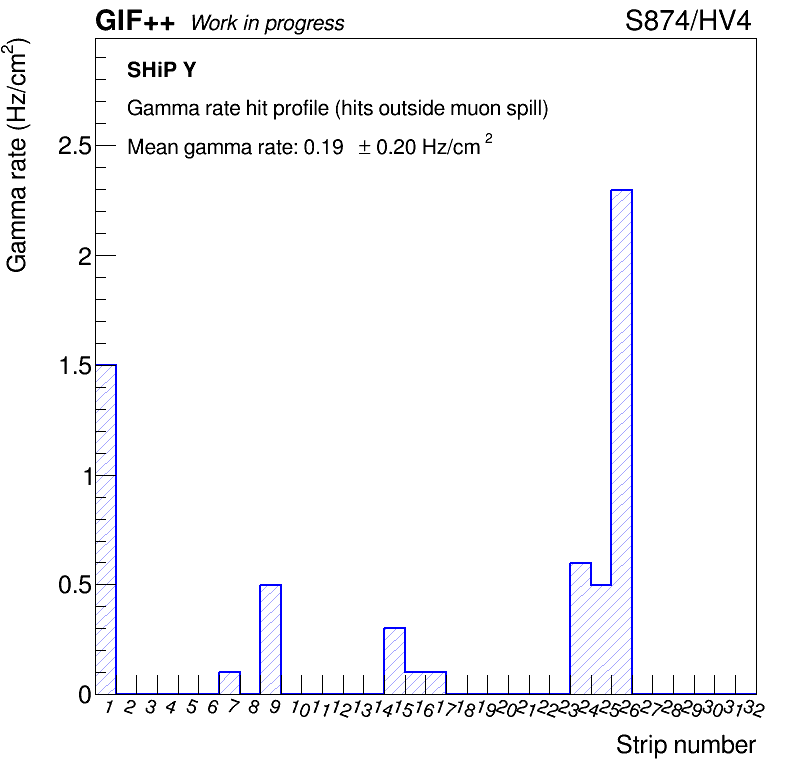 GIF++ Work in progress S874/HV4
Gamma rate (Hz/cm2)
SHiP Y
Gamma rate hit profile (hits outside muon spill)
Mean gamma rate: 0.19 ± 0.20 Hz/cm 2
2.5
2
1.5
1
0.5
0
1 2 3 4 5 6 7 8 9 10 11 12 13 14 15 16 17 18 19 20 21 22 23 24 25 26 27 28 29 30 31 32
Strip number